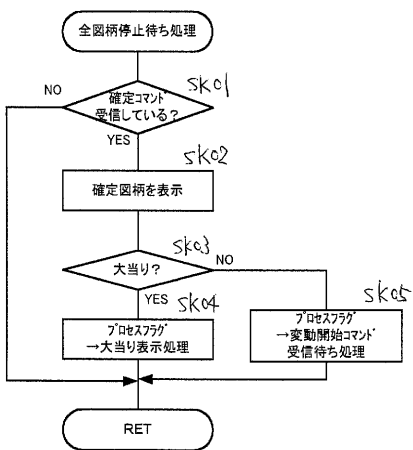 全図柄停止待ち処理
SK01
NO
確定コマンド
受信している?
YES
SK02
確定図柄を表示
SK03
大当り?
NO
YES
SK04
SK05
プロセスフラグ
→大当り表示処理
プロセスフラグ
→変動開始コマンド
受信待ち処理
RET